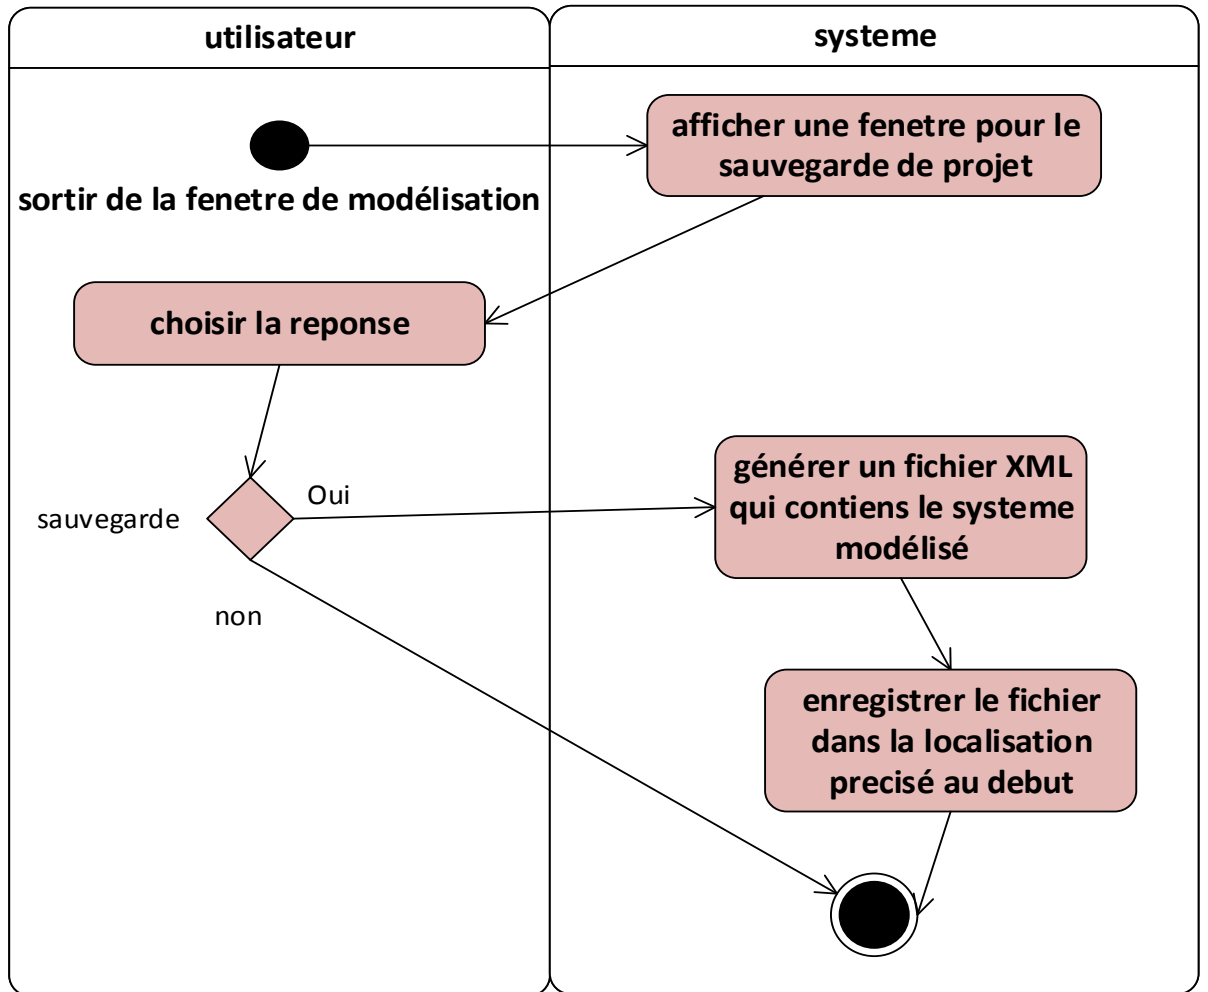 utilisateur
systeme
afficher une fenetre pour le
sauvegarde de projet
sortir de la fenetre de modélisation
choisir la reponse
sauvegarde
Oui
générer un fichier XML
qui contiens le systeme
modélisé
non
enregistrer le fichier
dans la localisation
precisé au debut